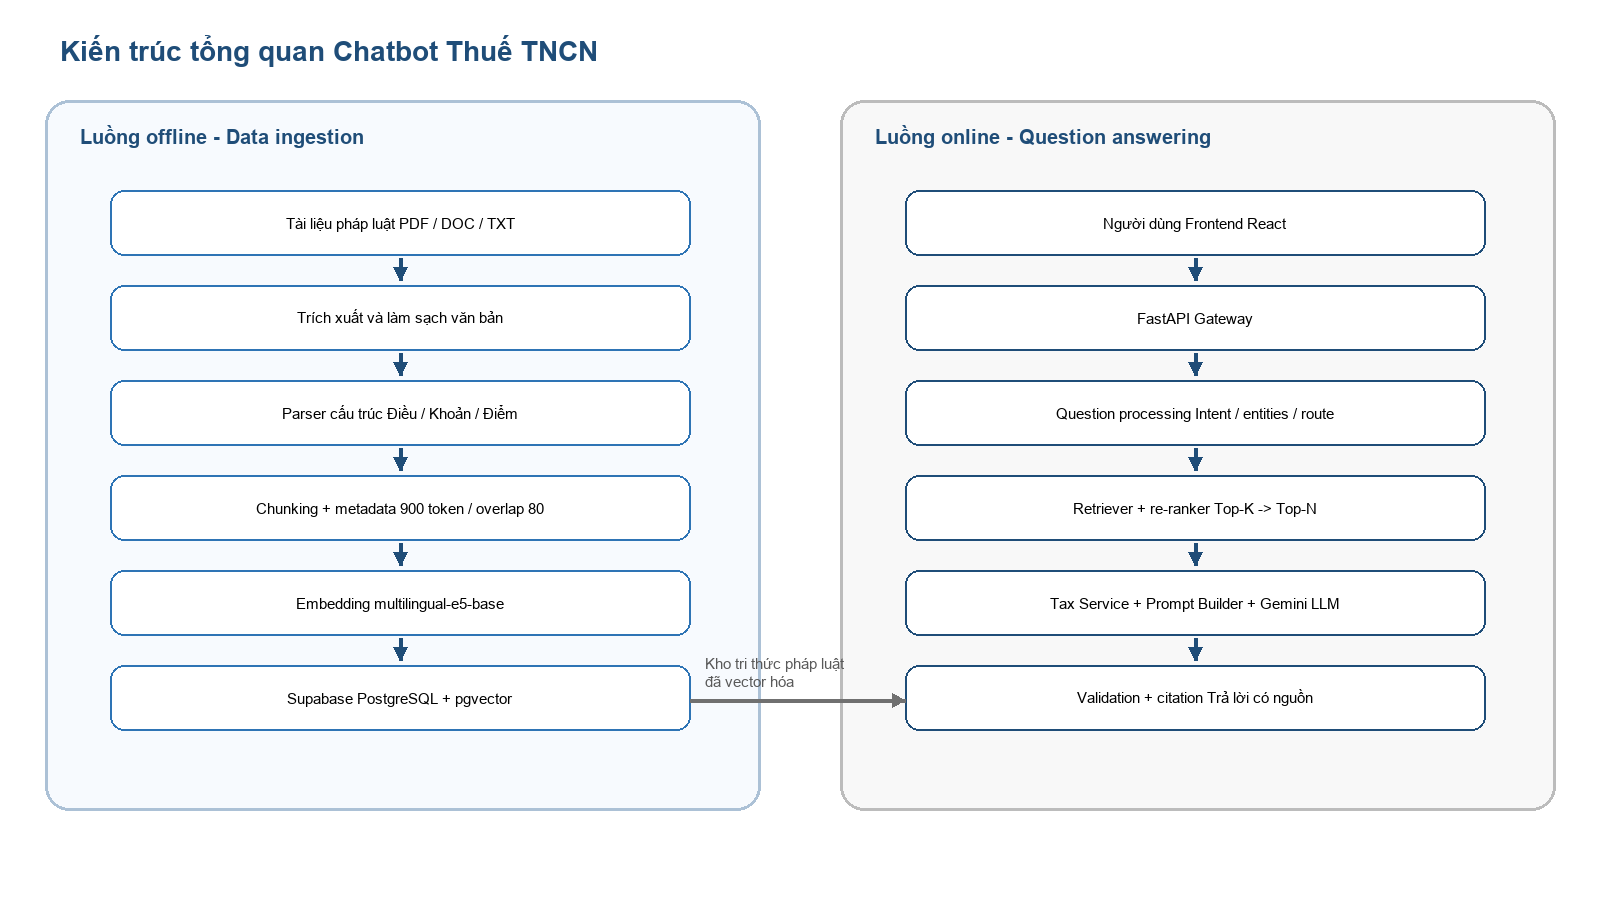 Kiến trúc tổng quan Chatbot Thuế TNCN
Luồng offline - Data ingestion
Tài liệu pháp luật PDF / DOC / TXT
Trích xuất và làm sạch văn bản
Parser cấu trúc Điều / Khoản / Điểm
Chunking + metadata 900 token / overlap 80
Embedding multilingual-e5-base
Supabase PostgreSQL + pgvector
Kho tri thức pháp luật
đã vector hóa
Luồng online - Question answering
Người dùng Frontend React
FastAPI Gateway
Question processing Intent / entities / route
Retriever + re-ranker Top-K -> Top-N
Tax Service + Prompt Builder + Gemini LLM
Validation + citation Trả lời có nguồn